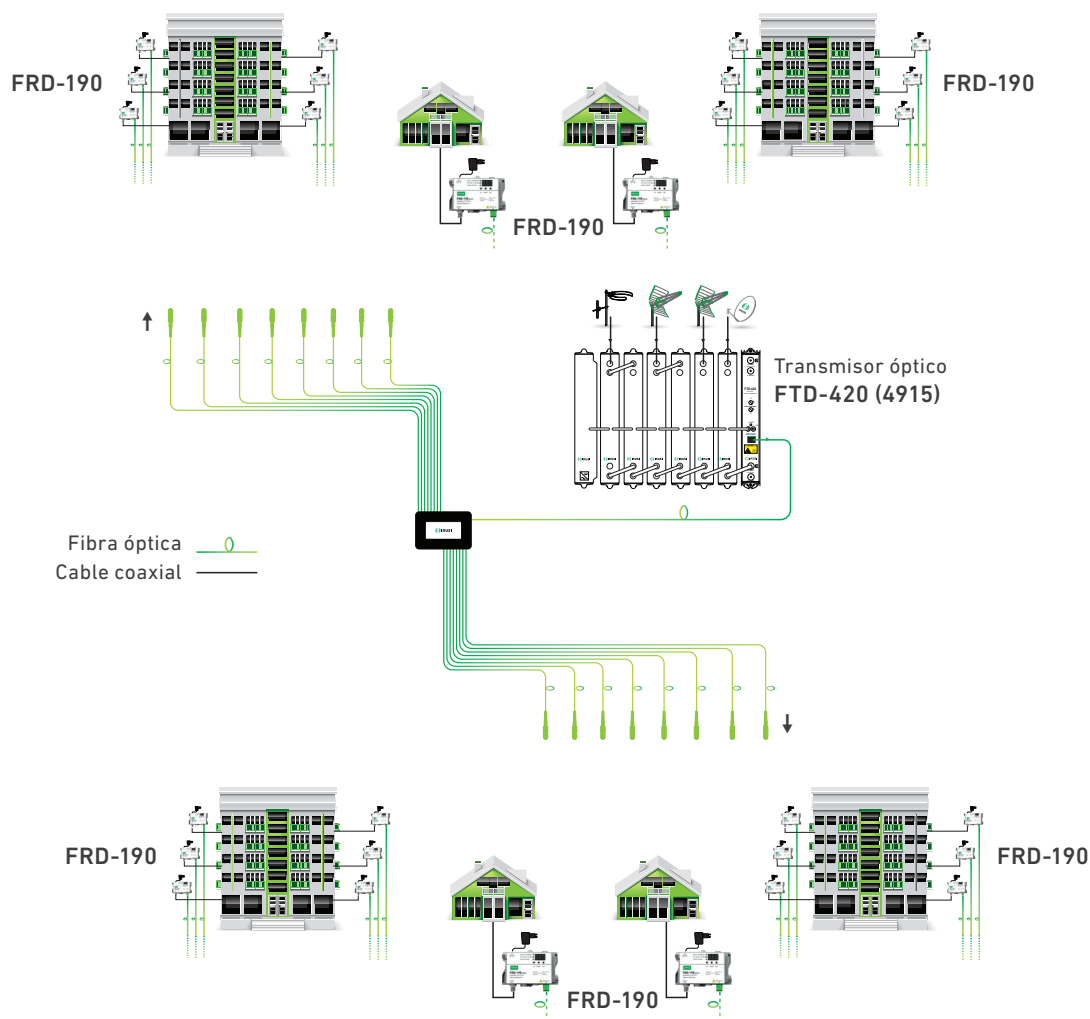 FRD-190
FRD-190
FRD-190
Transmisor óptico
FTD-420 (4915)
Fibra óptica
Cable coaxial
FRD-190
FRD-190
FRD-190